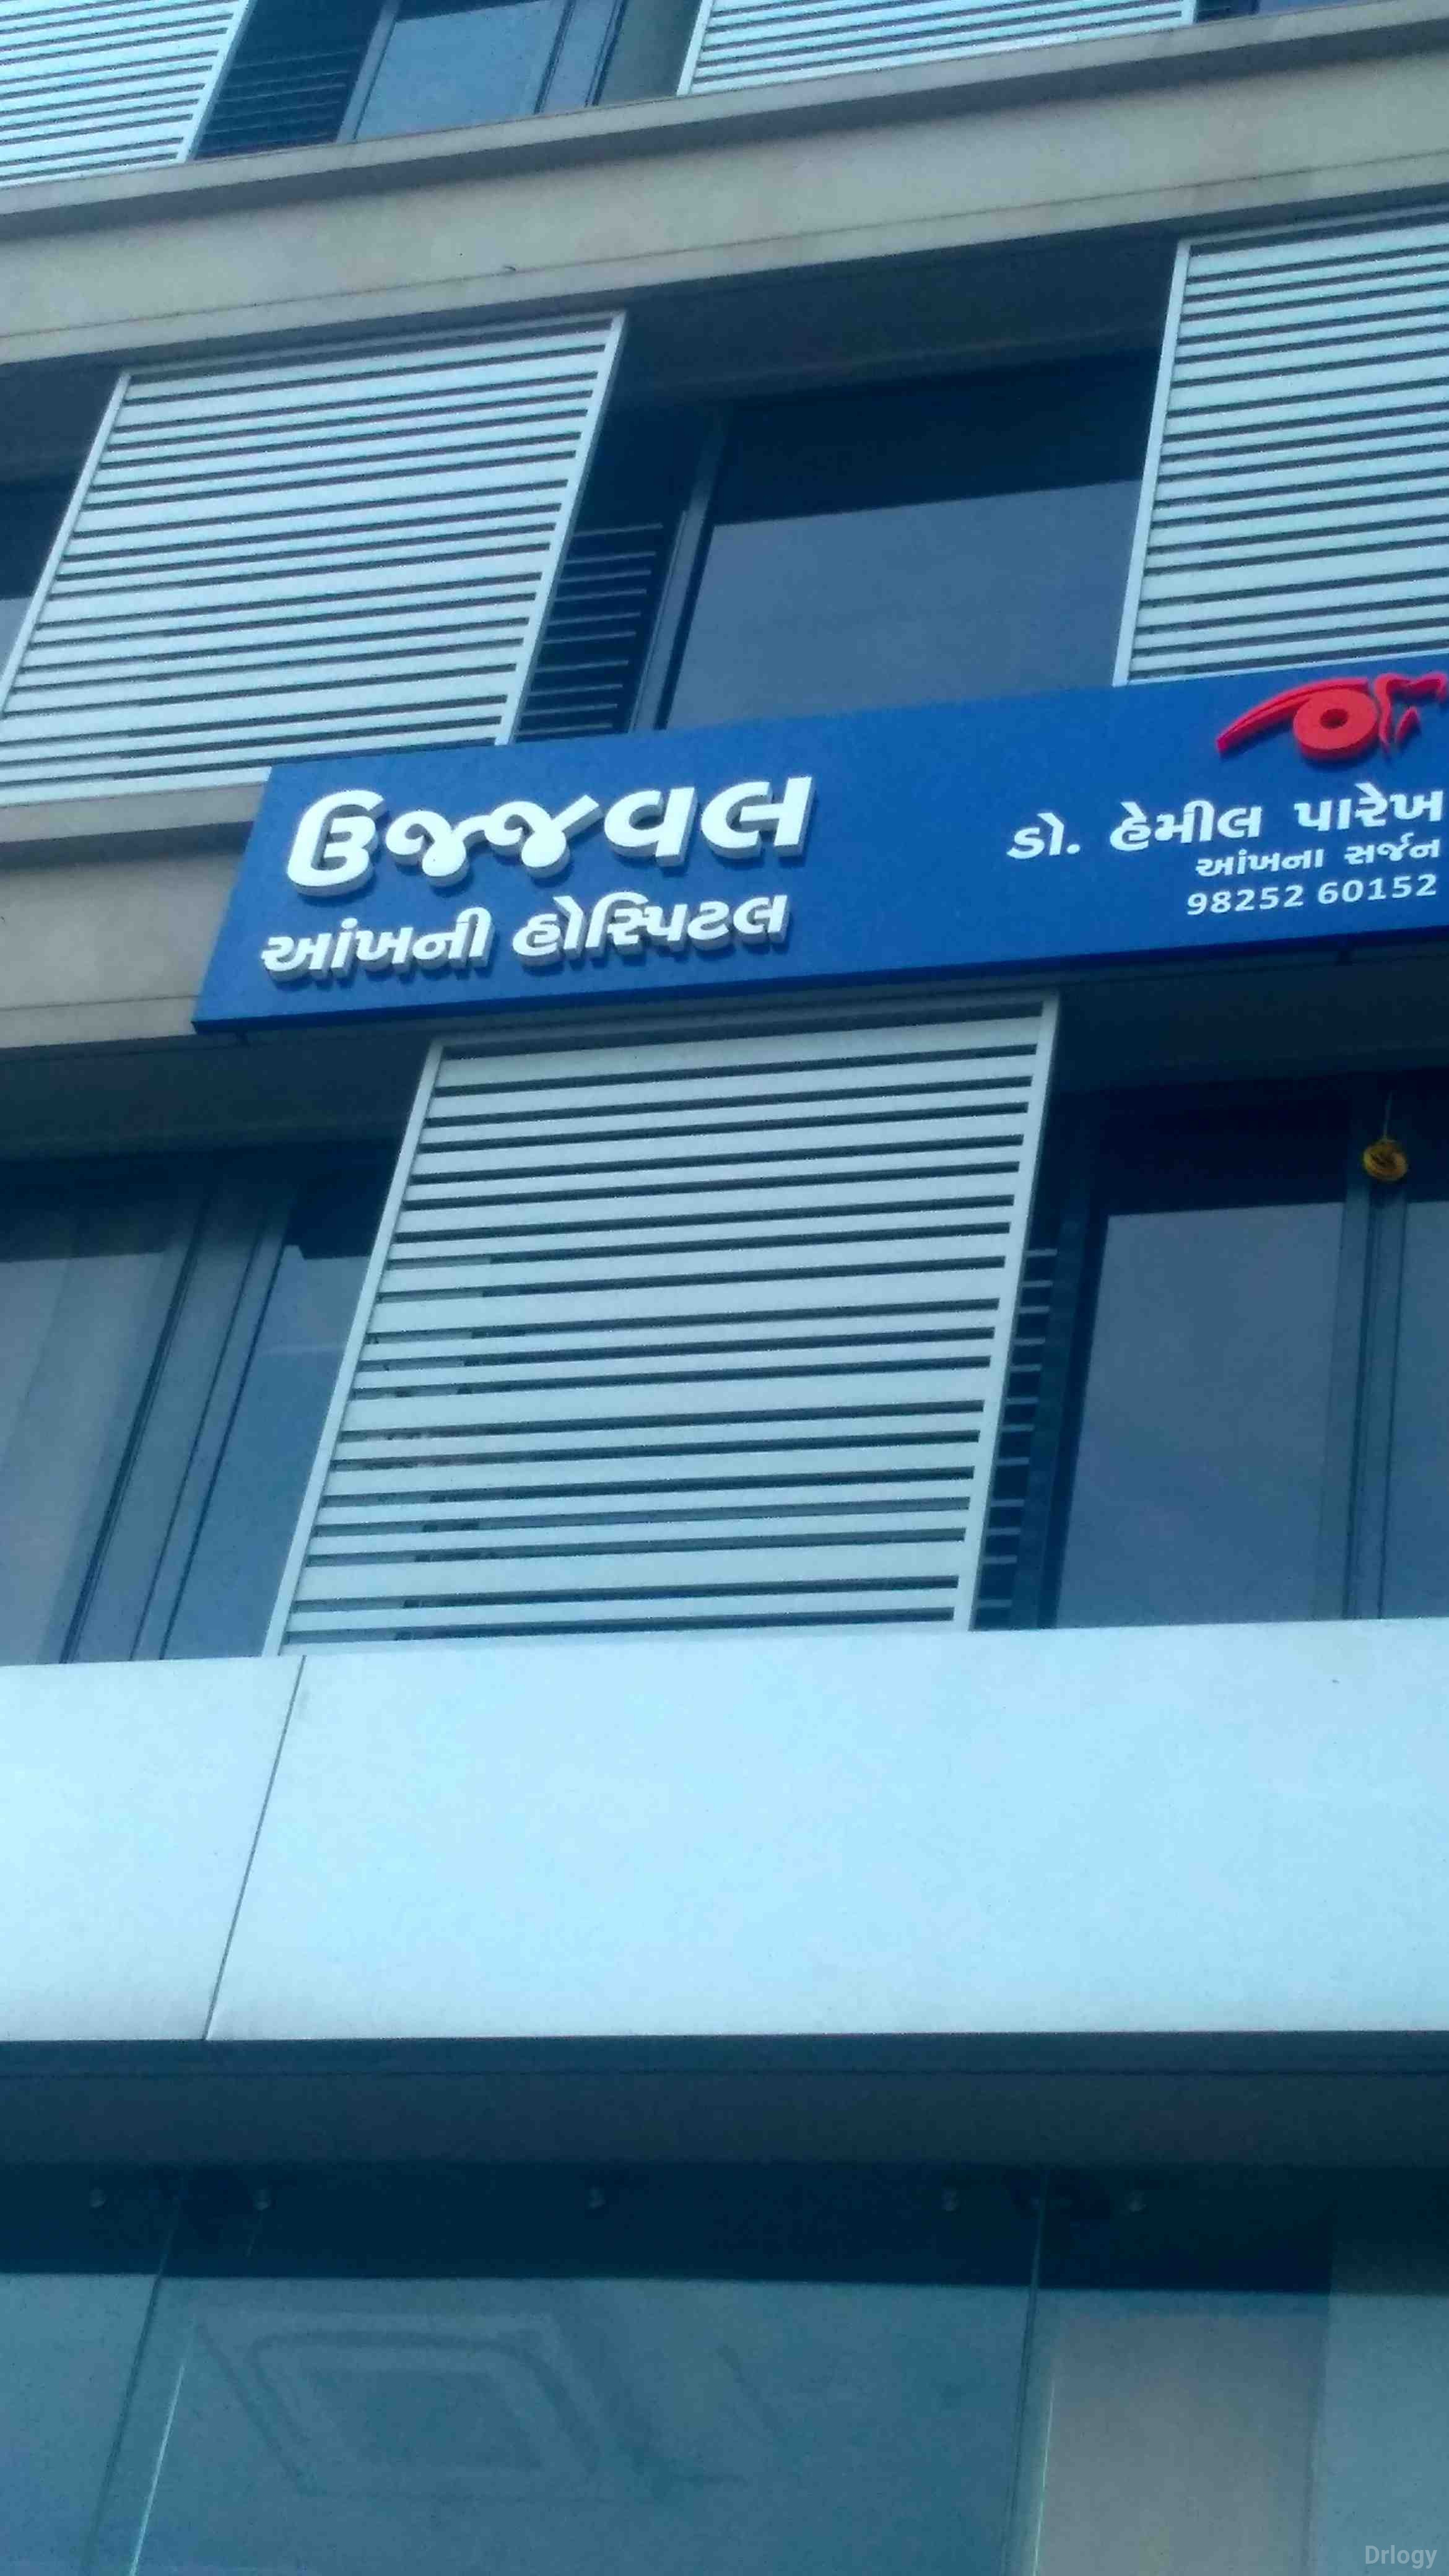 ઉજ્જવલ
આંખની હોસ્પિટલ
ડો. હેમીલ પારેખ
આંખના સર્જન
98252 60152
Drlogy